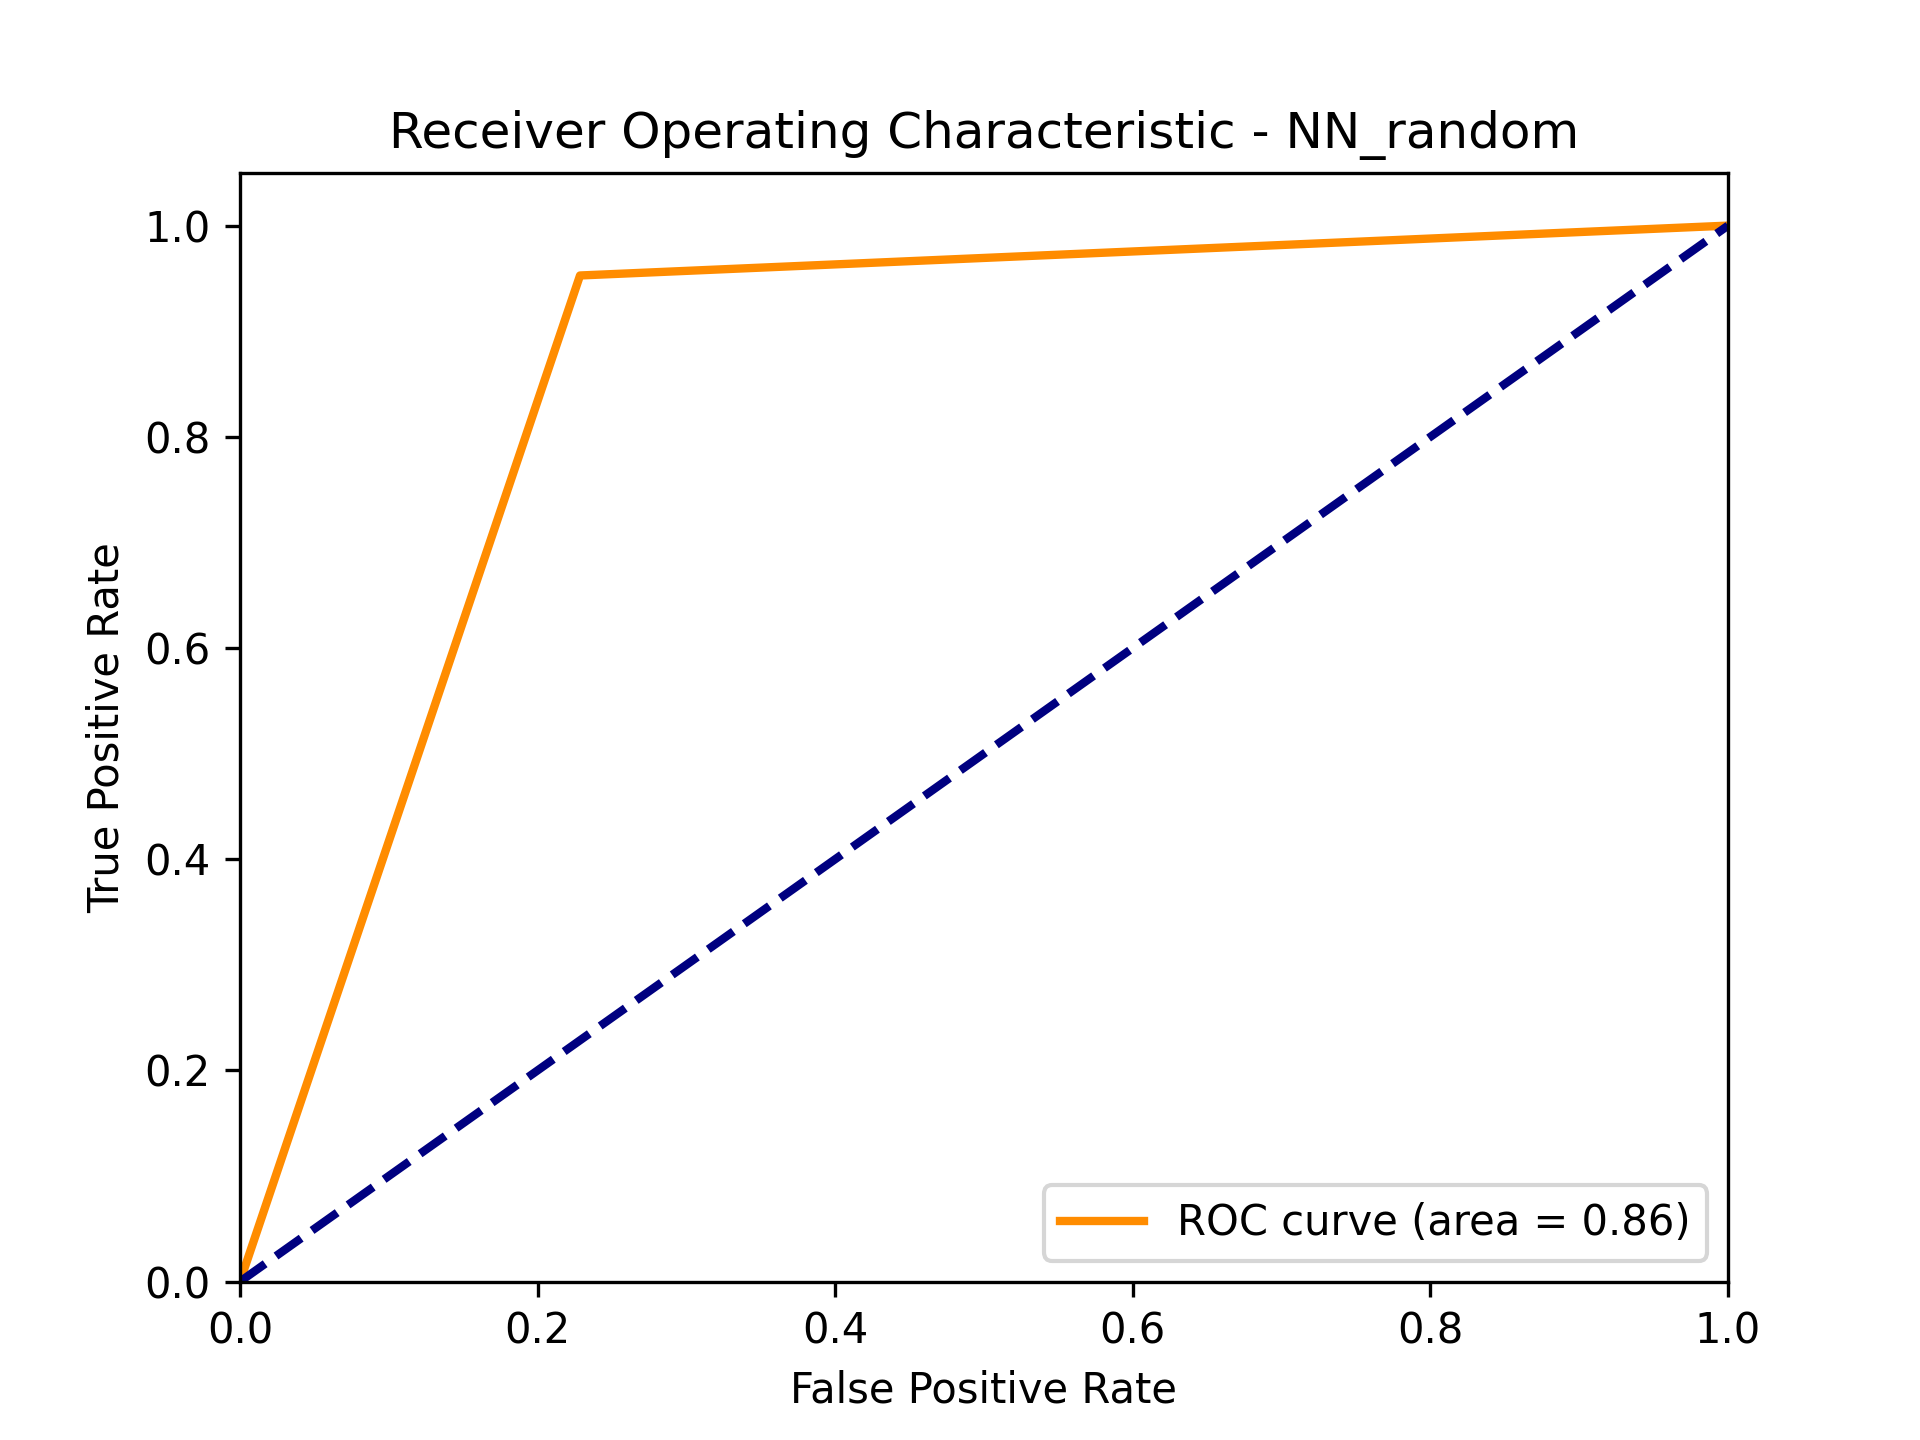 Receiver Operating Characteristic - NN_random
True Positive Rate
1.0
0.8
0.6
0.4
0.2
0.0
ROC curve (area = 0.86)
0.0 0.2 0.4 0.6 0.8 1.0
False Positive Rate